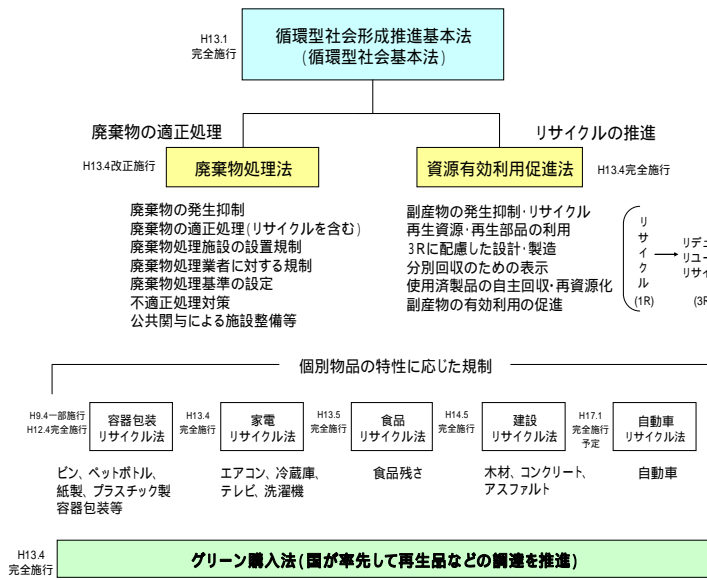 H13.1
完全施行
循環型社会形成推進基本法
(循環型社会基本法)
廃棄物の適正処理
リサイクルの推進
H13.4改正施行
廃棄物処理法
資源有効利用促進法
H13.4完全施行
廃棄物の発生抑制
廃棄物の適正処理(リサイクルを含む)
廃棄物処理施設の設置規制
廃棄物処理業者に対する規制
廃棄物処理基準の設定
不適正処理対策
公共関与による施設整備等
副産物の発生抑制・リサイクル
再生資源・再生部品の利用
3Rに配慮した設計・製造
分別回収のための表示
使用済製品の自主回収・再資源化
副産物の有効利用の促進
リサイクル
(1R)
リデュ
リユー
リサイ
(3R
個別物品の特性に応じた規制
H9.4一部施行
H12.4完全施行
容器包装
リサイクル法
H13.4
完全施行
家電
リサイクル法
H13.5
完全施行
食品
リサイクル法
H14.5
完全施行
建設
リサイクル法
H17.1
完全施行
予定
自動車
リサイクル法
ビン、ペットボトル、
紙製、プラスチック製
容器包装等
エアコン、冷蔵庫、
テレビ、洗濯機
食品残さ
木材、コンクリート、
アスファルト
自動車
H13.4
完全施行
グリーン購入法(国が率先して再生品などの調達を推進)